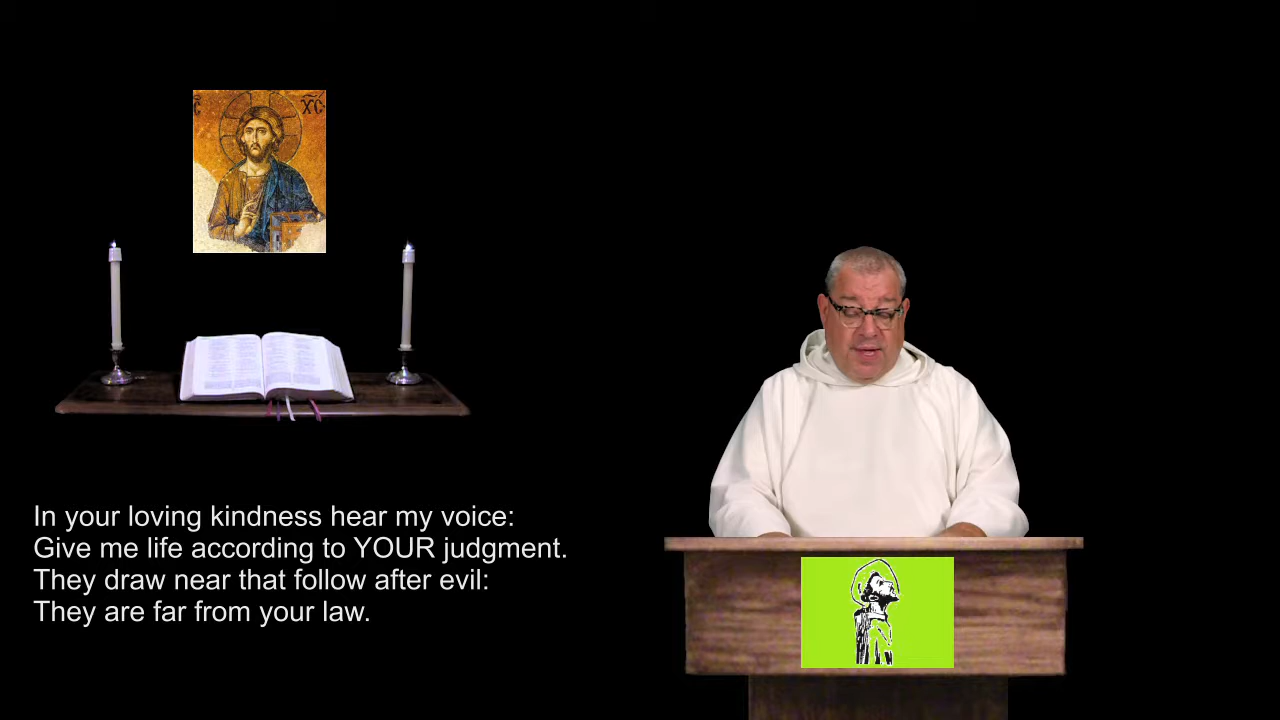 C XC
In your loving kindness hear my voice:
Give me life according to YOUR judgment.
They draw near that follow after evil:
They are far from your law.